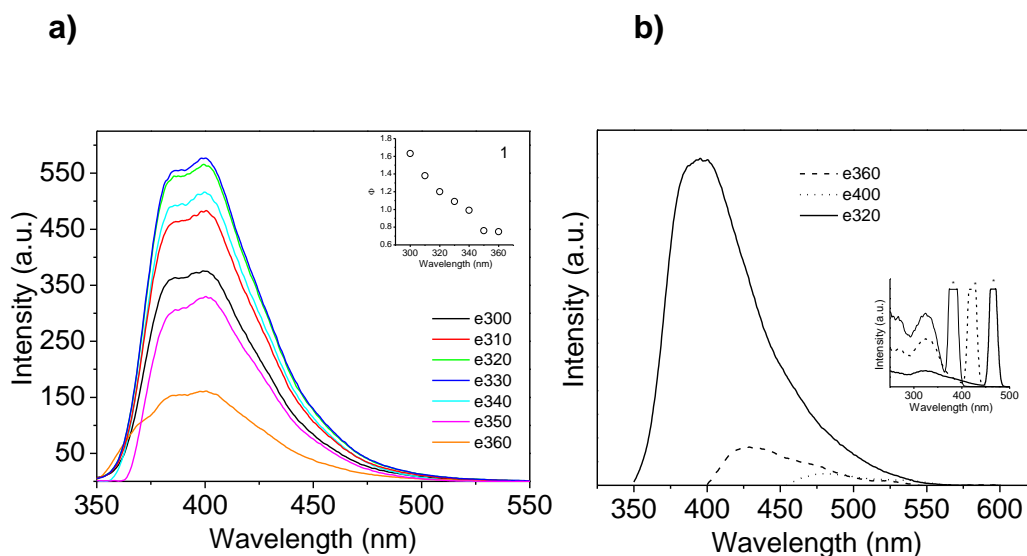 a)
b)
Intensity (a.u.)
550
450
350
250
150
50
350
400
450
500
550
Wavelength (nm)
e300
e310
e320
e330
e340
e350
e360
1
Φ
1.8
1.6
1.4
1.2
1.0
0.8
0.6
300
320
340
360
Wavelength (nm)
Intensity (a.u.)
350
400
450
500
550
600
Wavelength (nm)
e360
e400
e320
Intensity (a.u.)
* * *
300
400
500
Wavelength (nm)